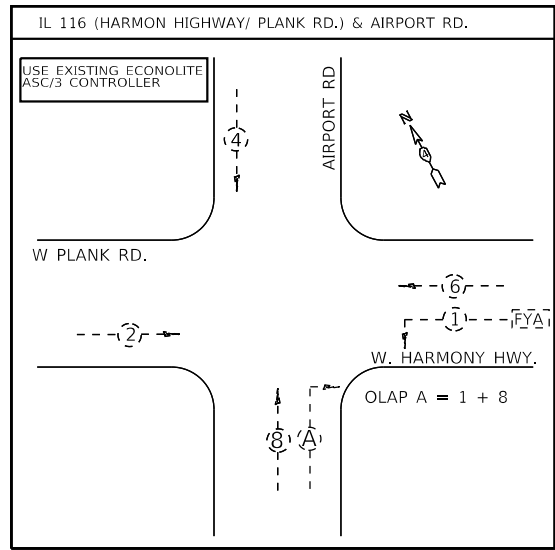 IL 116 (HARMON HIGHWAY/ PLANK RD.) & AIRPORT RD.
USE EXISTING ECONOLITE
ASC/3 CONTROLLER
4
AIRPORT RD
N
4
W PLANK RD.
6
2
1
FYA
W. HARMONY HWY.
OLAP A = 1 + 8
8
A